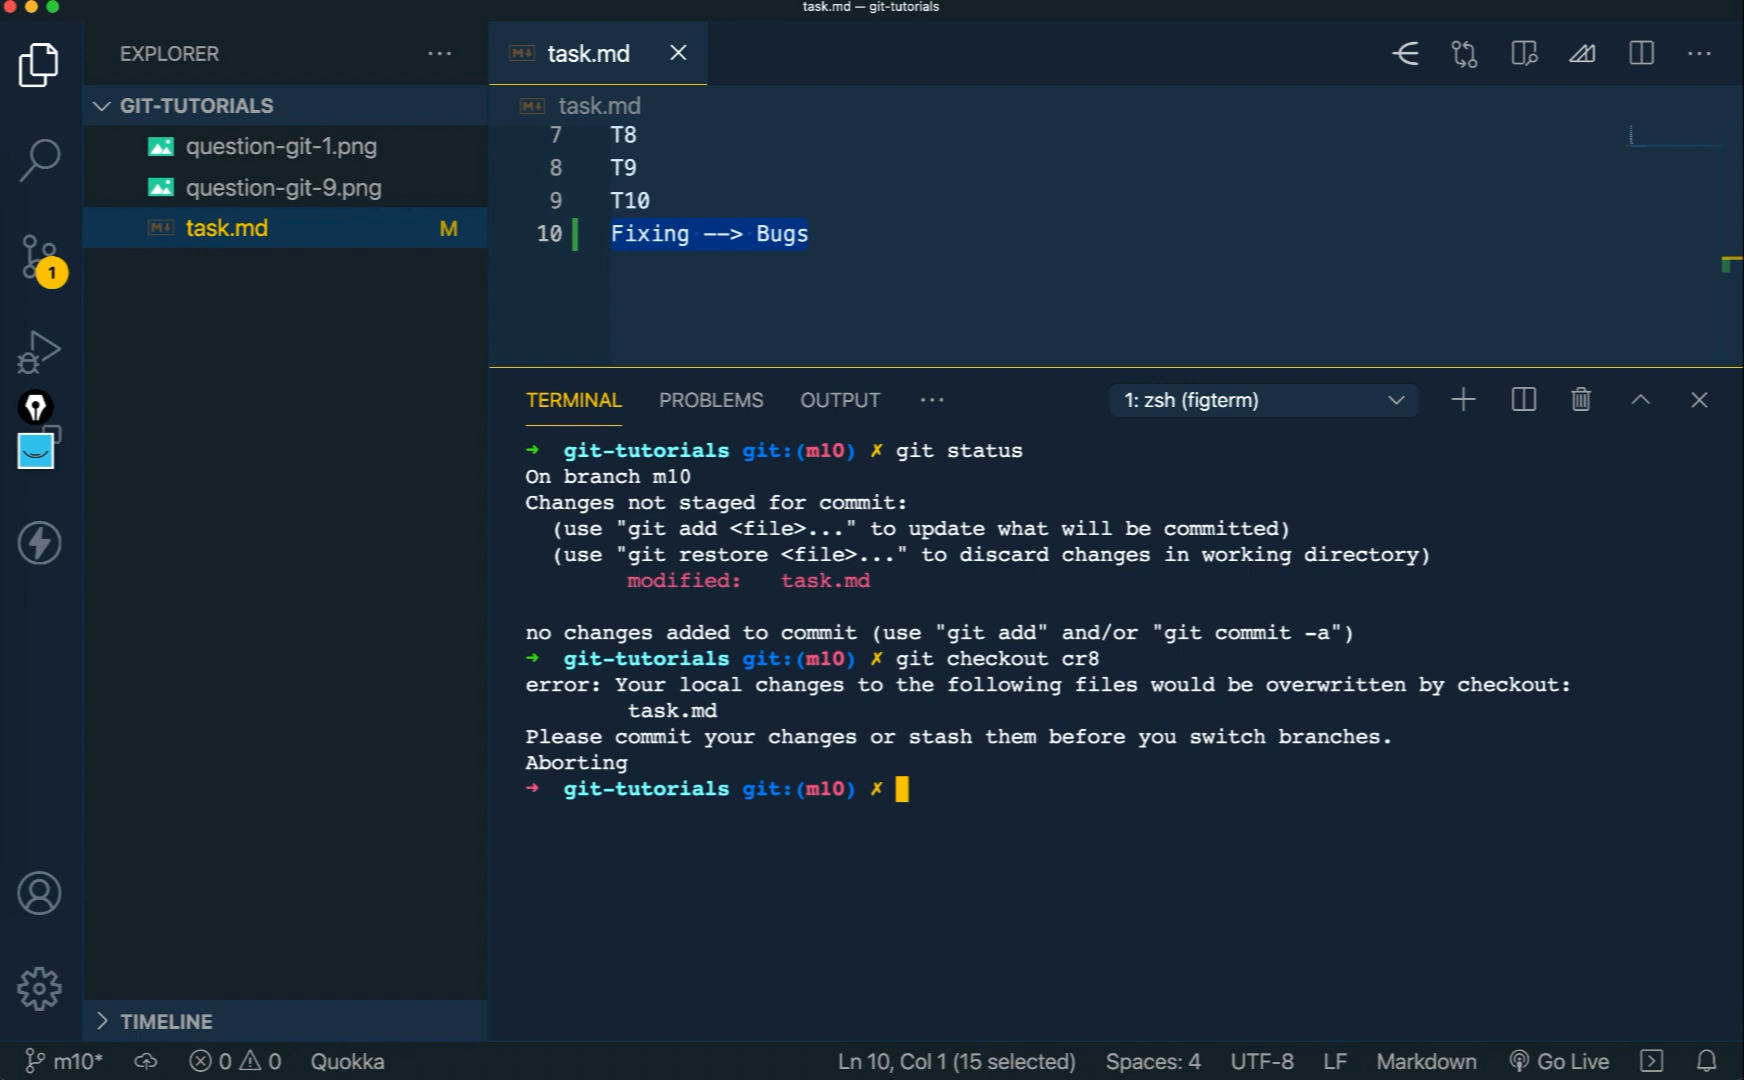 task.md — git-tutorials
EXPLORER
task.md
GIT-TUTORIALS
question-git-1.png
question-git-9.png
task.md M
1
task.md
7 T8
8 T9
9 T10
10 Fixing --> Bugs
TERMINAL PROBLEMS OUTPUT ··· 1: zsh (figterm)
➜ git-tutorials git:(m10) ✗ git status
On branch m10
Changes not staged for commit:
(use "git add <file>..." to update what will be committed)
(use "git restore <file>..." to discard changes in working directory)
modified: task.md
no changes added to commit (use "git add" and/or "git commit -a")
➜ git-tutorials git:(m10) ✗ git checkout cr8
error: Your local changes to the following files would be overwritten by checkout:
task.md
Please commit your changes or stash them before you switch branches.
Aborting
➜ git-tutorials git:(m10) ✗
TIMELINE
m10* 0 0 Quokka Ln 10, Col 1 (15 selected) Spaces: 4 UTF-8 LF Markdown Go Live